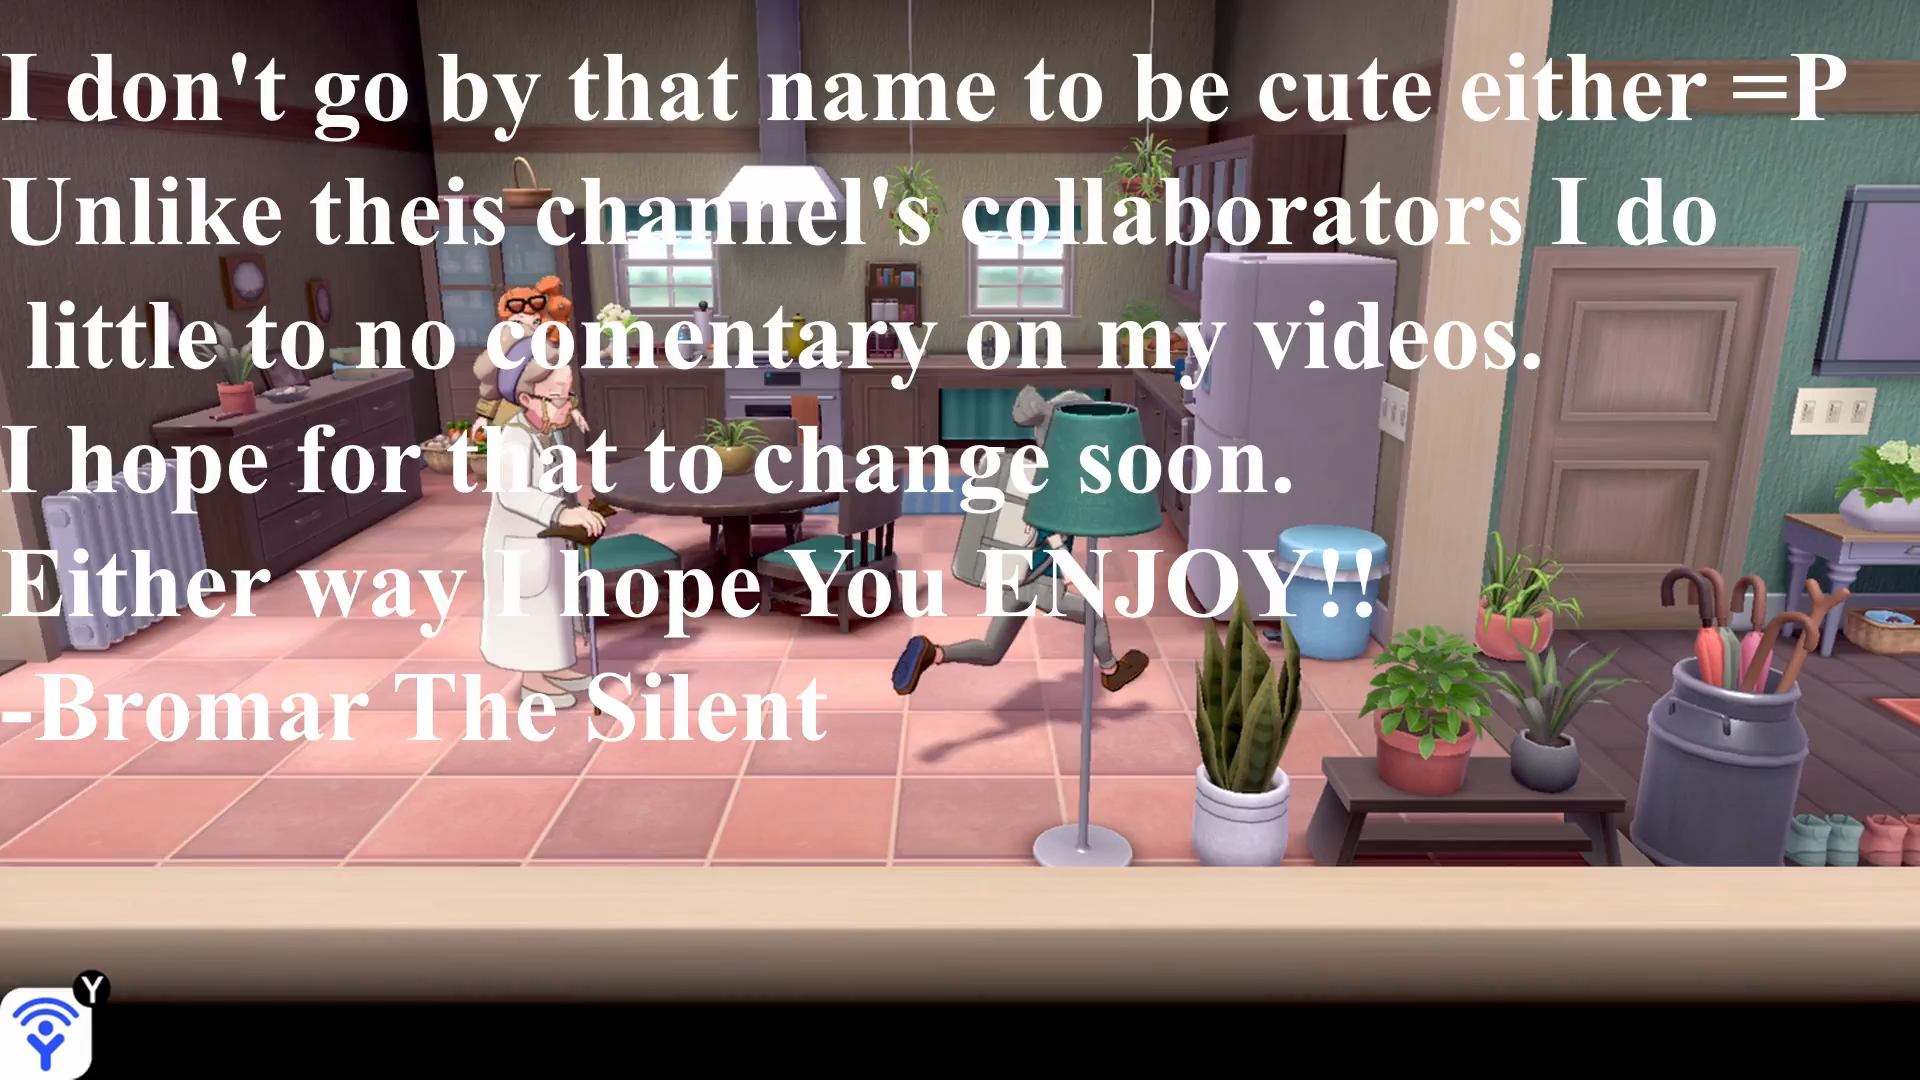 I don't go by that name to be cute either =P
Unlike theis channel's collaborators I do
little to no comentary on my videos.
I hope for that to change soon.
Either way I hope You ENJOY!!
-Bromar The Silent
Y